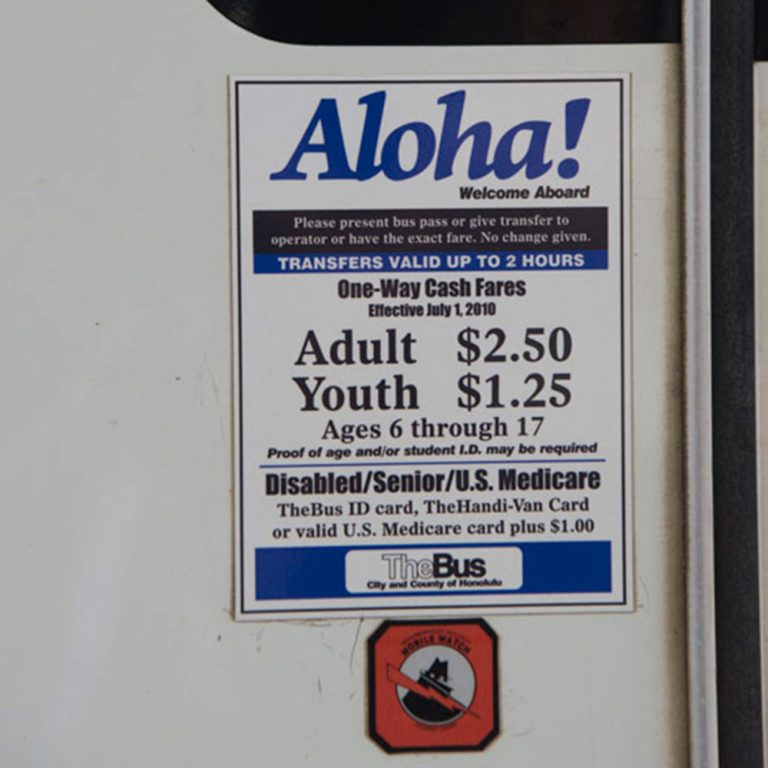 Aloha!
Welcome Aboard
Please present bus pass or give transfer to
operator or have the exact fare. No change given.
TRANSFERS VALID UP TO 2 HOURS
One-Way Cash Fares
Effective July 1, 2010
Adult $2.50
Youth $1.25
Ages 6 through 17
Proof of age and/or student I.D. may be required
Disabled/Senior/U.S. Medicare
TheBus ID card, TheHandi-Van Card
or valid U.S. Medicare card plus $1.00
TheBus
City and County of Honolulu
MOBILE WATCH